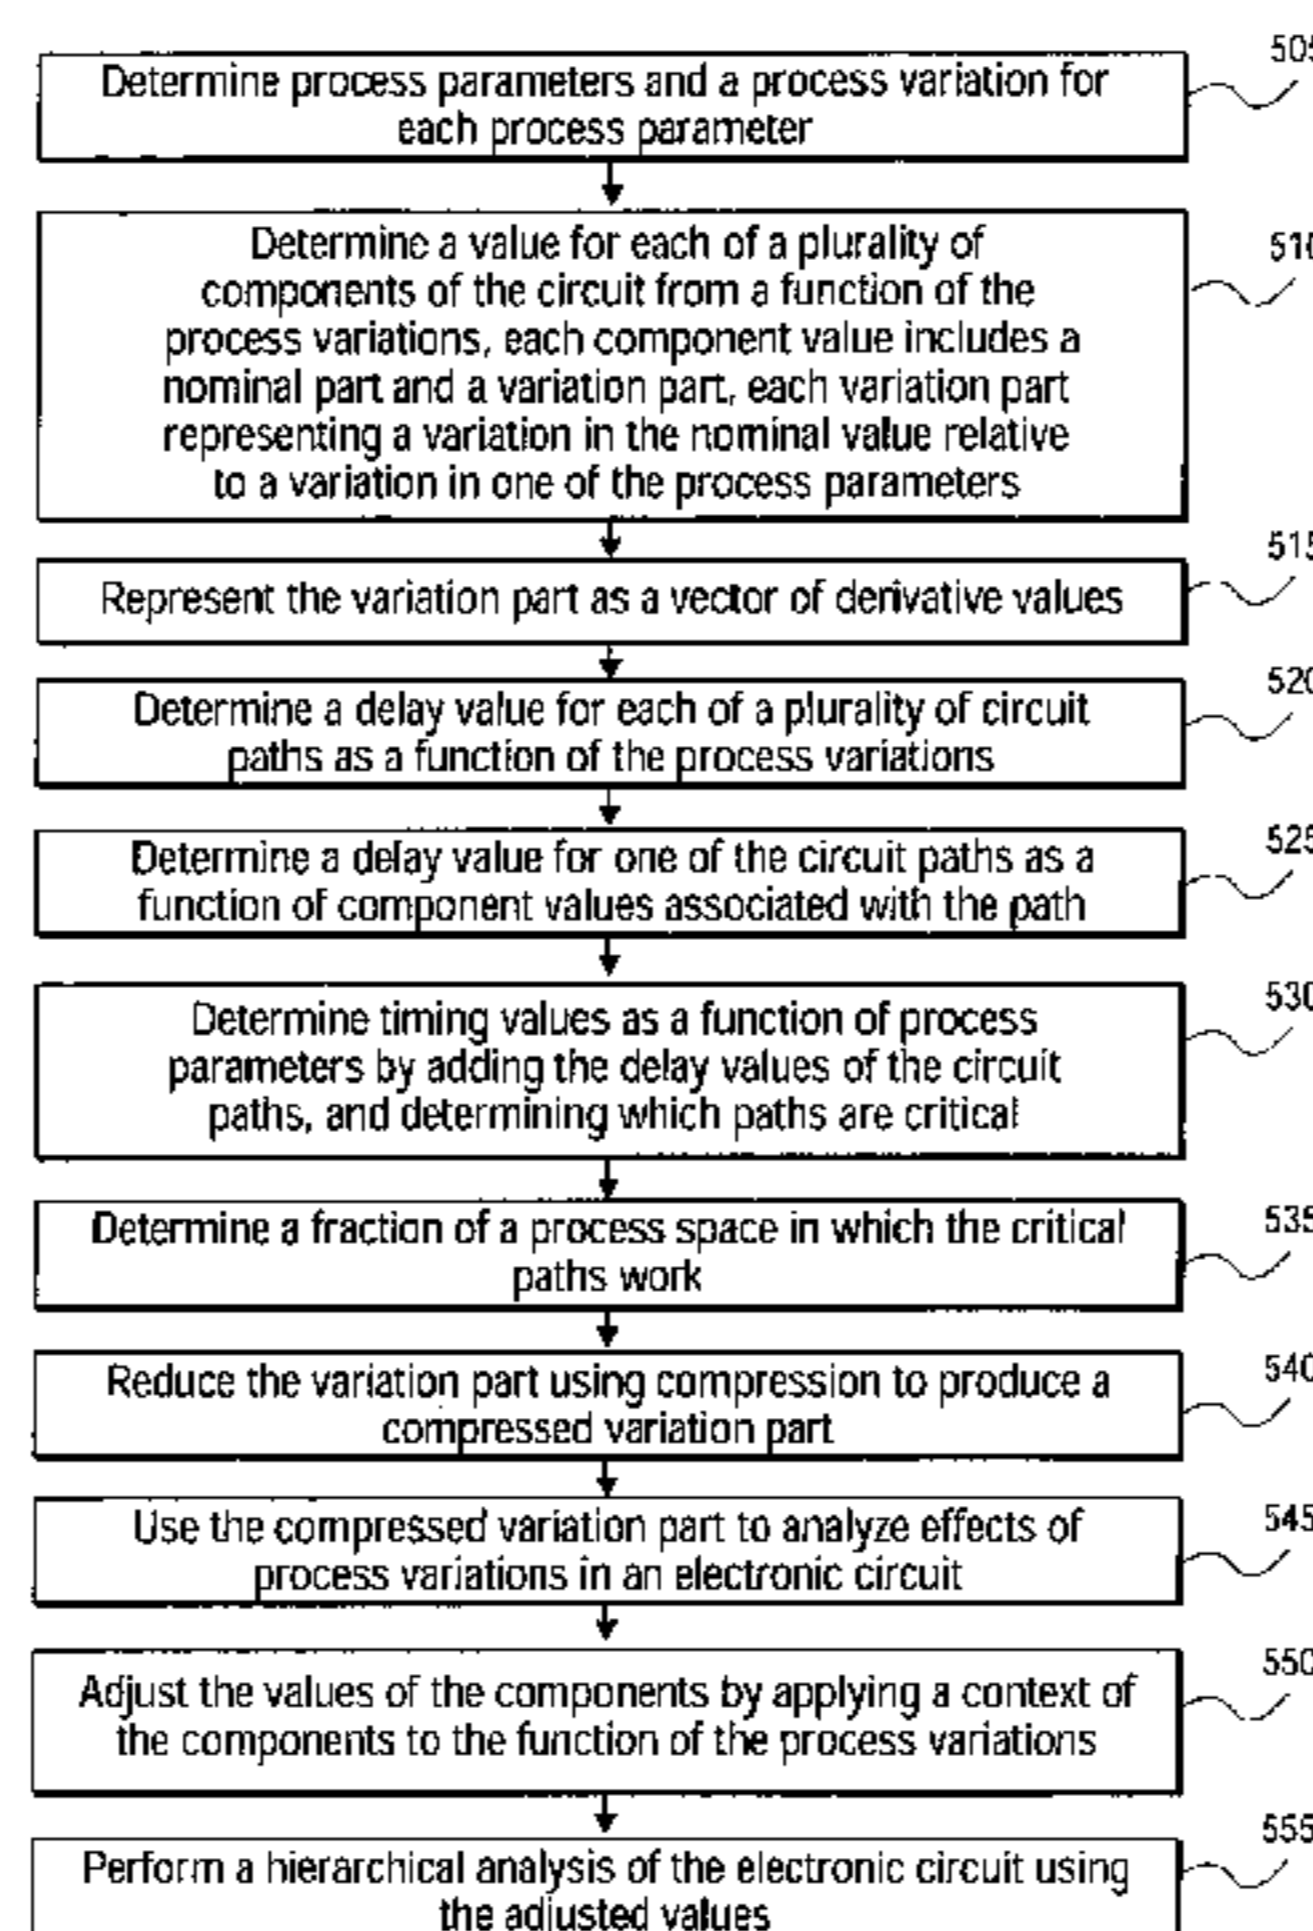 505
Determine process parameters and a process variation for
each process parameter
510
Determine a value for each of a plurality of
components of the circuit from a function of the
process variations, each component value includes a
nominal part and a variation part, each variation part
representing a variation in the nominal value relative
to a variation in one of the process parameters
515
Represent the variation part as a vector of derivative values
520
Determine a delay value for each of a plurality of circuit
paths as a function of the process variations
525
Determine a delay value for one of the circuit paths as a
function of component values associated with the path
530
Determine timing values as a function of process
parameters by adding the delay values of the circuit
paths, and determining which paths are critical
535
Determine a fraction of a process space in which the critical
paths work
540
Reduce the variation part using compression to produce a
compressed variation part
545
Use the compressed variation part to analyze effects of
process variations in an electronic circuit
550
Adjust the values of the components by applying a context of
the components to the function of the process variations
555
Perform a hierarchical analysis of the electronic circuit using
the adjusted values